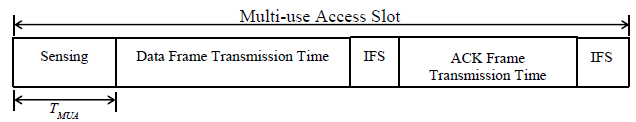 Multi-use Access Slot
Sensing
Data Frame Transmission Time
IFS
ACK Frame
Transmission Time
IFS
T_MUA